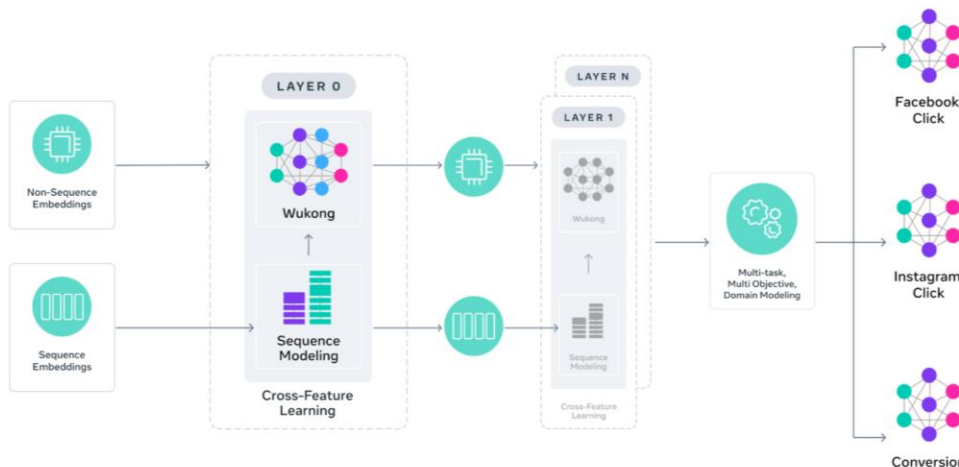 LAYER 0
LAYER N
LAYER 1
Non-Sequence
Embeddings
Wukong
Wukong
Sequence
Embeddings
Sequence
Modeling
Sequence
Modeling
Cross-Feature
Learning
Cross-Feature
Learning
Multi-task,
Multi Objective,
Domain Modeling
Facebook
Click
Instagram
Click
Conversion